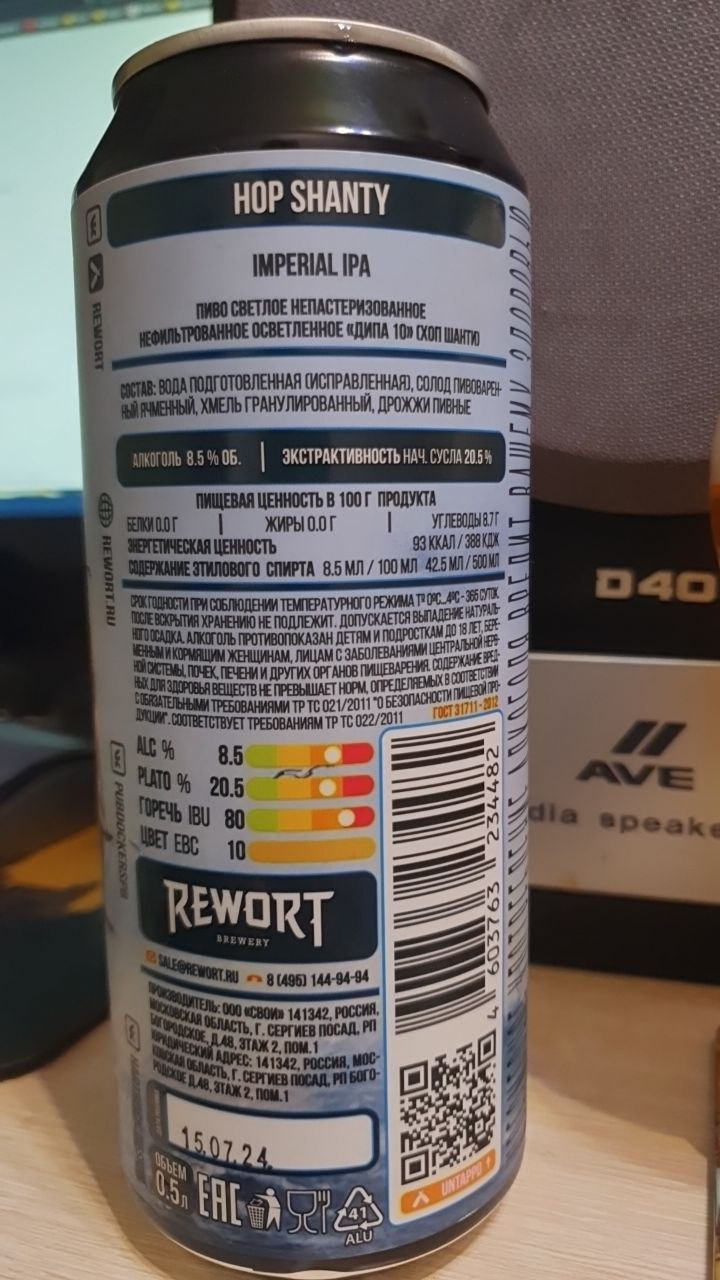 HOP SHANTY
IMPERIAL IPA
ПИВО СВЕТЛОЕ НЕПАСТЕРИЗОВАННОЕ
НЕФИЛЬТРОВАННОЕ ОСВЕТЛЕННОЕ «ДИПА 10» (ХОП ШАНТИ)
СОСТАВ: ВОДА ПОДГОТОВЛЕННАЯ (ИСПРАВЛЕННАЯ), СОЛОД ПИВОВАРЕН-
НЫЙ ЯЧМЕННЫЙ, ХМЕЛЬ ГРАНУЛИРОВАННЫЙ, ДРОЖЖИ ПИВНЫЕ
АЛКОГОЛЬ 8.5 % ОБ. | ЭКСТРАКТИВНОСТЬ НАЧ. СУСЛА 20.5 %
ПИЩЕВАЯ ЦЕННОСТЬ В 100 Г ПРОДУКТА
БЕЛКИ 0.0 Г | ЖИРЫ 0.0 Г | УГЛЕВОДЫ 8.7 Г
ЭНЕРГЕТИЧЕСКАЯ ЦЕННОСТЬ 93 ККАЛ / 388 КДЖ
СОДЕРЖАНИЕ ЭТИЛОВОГО СПИРТА 8.5 МЛ / 100 МЛ 42.5 МЛ / 500 МЛ
СРОК ГОДНОСТИ ПРИ СОБЛЮДЕНИИ ТЕМПЕРАТУРНОГО РЕЖИМА Tº 0ºC...4ºC - 365 СУТОК.
ПОСЛЕ ВСКРЫТИЯ ХРАНЕНИЮ НЕ ПОДЛЕЖИТ. ДОПУСКАЕТСЯ ВЫПАДЕНИЕ НАТУРАЛЬ-
НОГО ОСАДКА. АЛКОГОЛЬ ПРОТИВОПОКАЗАН ДЕТЯМ И ПОДРОСТКАМ ДО 18 ЛЕТ, БЕРЕ-
МЕННЫМ И КОРМЯЩИМ ЖЕНЩИНАМ, ЛИЦАМ С ЗАБОЛЕВАНИЯМИ ЦЕНТРАЛЬНОЙ НЕРВ-
НОЙ СИСТЕМЫ, ПОЧЕК, ПЕЧЕНИ И ДРУГИХ ОРГАНОВ ПИЩЕВАРЕНИЯ. СОДЕРЖАНИЕ ВРЕД-
НЫХ ДЛЯ ЗДОРОВЬЯ ВЕЩЕСТВ НЕ ПРЕВЫШАЕТ НОРМ, ОПРЕДЕЛЯЕМЫХ В СООТВЕТСТВИИ
С ОБЯЗАТЕЛЬНЫМИ ТРЕБОВАНИЯМИ ТР ТС 021/2011 "О БЕЗОПАСНОСТИ ПИЩЕВОЙ ПРО-
ДУКЦИИ". СООТВЕТСТВУЕТ ТРЕБОВАНИЯМ ТР ТС 022/2011 ГОСТ 31711 - 2012
ALC % 8.5
PLATO % 20.5
ГОРЕЧЬ IBU 80
ЦВЕТ EBC 10
REWORT
BREWERY
SALE@REWORT.RU 8 (495) 144-94-94
ПРОИЗВОДИТЕЛЬ: ООО «СВОИ» 141342, РОССИЯ,
МОСКОВСКАЯ ОБЛАСТЬ, Г. СЕРГИЕВ ПОСАД, РП
БОГОРОДСКОЕ, Д.48, ЭТАЖ 2, ПОМ.1
ЮРИДИЧЕСКИЙ АДРЕС: 141342, РОССИЯ, МОС-
КОВСКАЯ ОБЛАСТЬ, Г. СЕРГИЕВ ПОСАД, РП БОГО-
РОДСКОЕ Д.48, ЭТАЖ 2, ПОМ.1
15.07.24.
ОБЪЕМ
0.5л
EAC
41
ALU
4 603763 234482
UNTAPPD
REWORT
REWORT.RU
PUBDOCKERSPB
ВАШЕМУ ЗДОРОВЬЮ
D40
AVE
dia speake